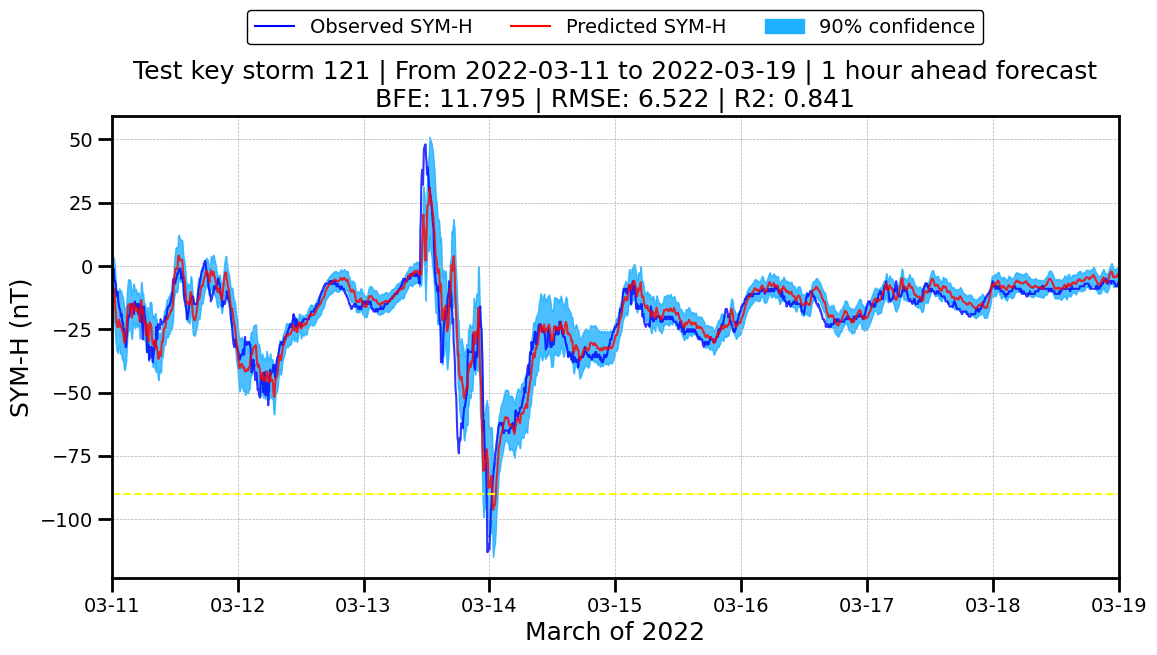 Observed SYM-H Predicted SYM-H 90% confidence
Test key storm 121 | From 2022-03-11 to 2022-03-19 | 1 hour ahead forecast
BFE: 11.795 | RMSE: 6.522 | R2: 0.841
SYM-H (nT)
50
25
0
−25
−50
−75
−100
03-11 03-12 03-13 03-14 03-15 03-16 03-17 03-18 03-19
March of 2022